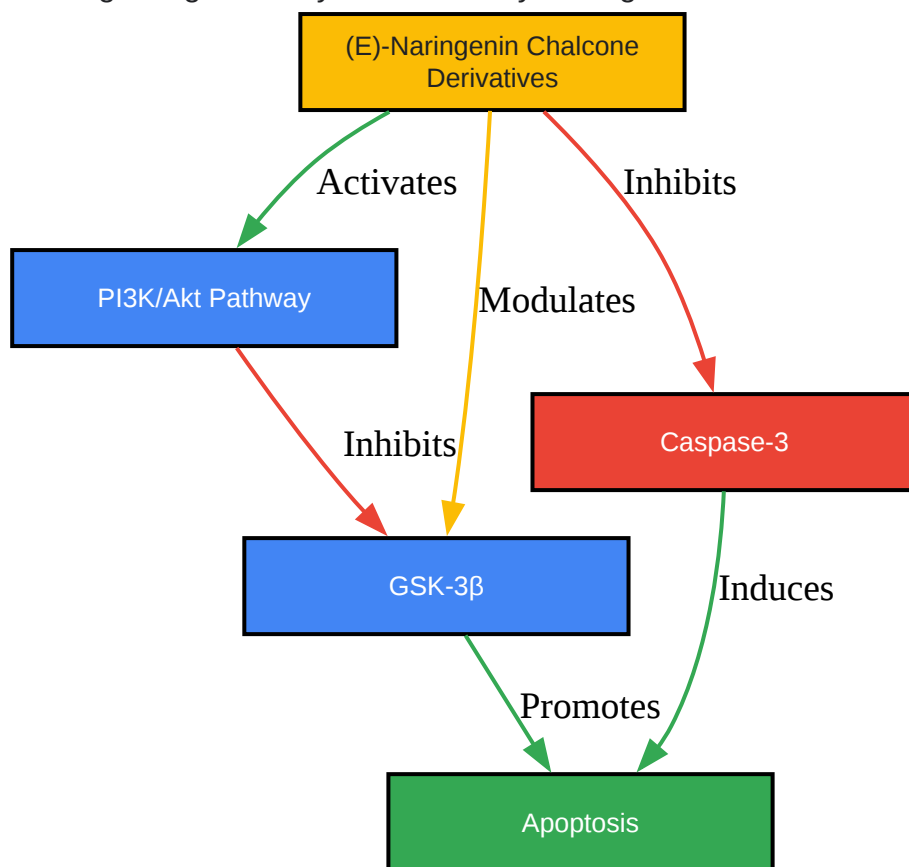 (E)-Naringenin Chalcone
Derivatives
Activates
Inhibits
PI3K/Akt Pathway
Modulates
Inhibits
Caspase-3
GSK-3β
Induces
Promotes
Apoptosis